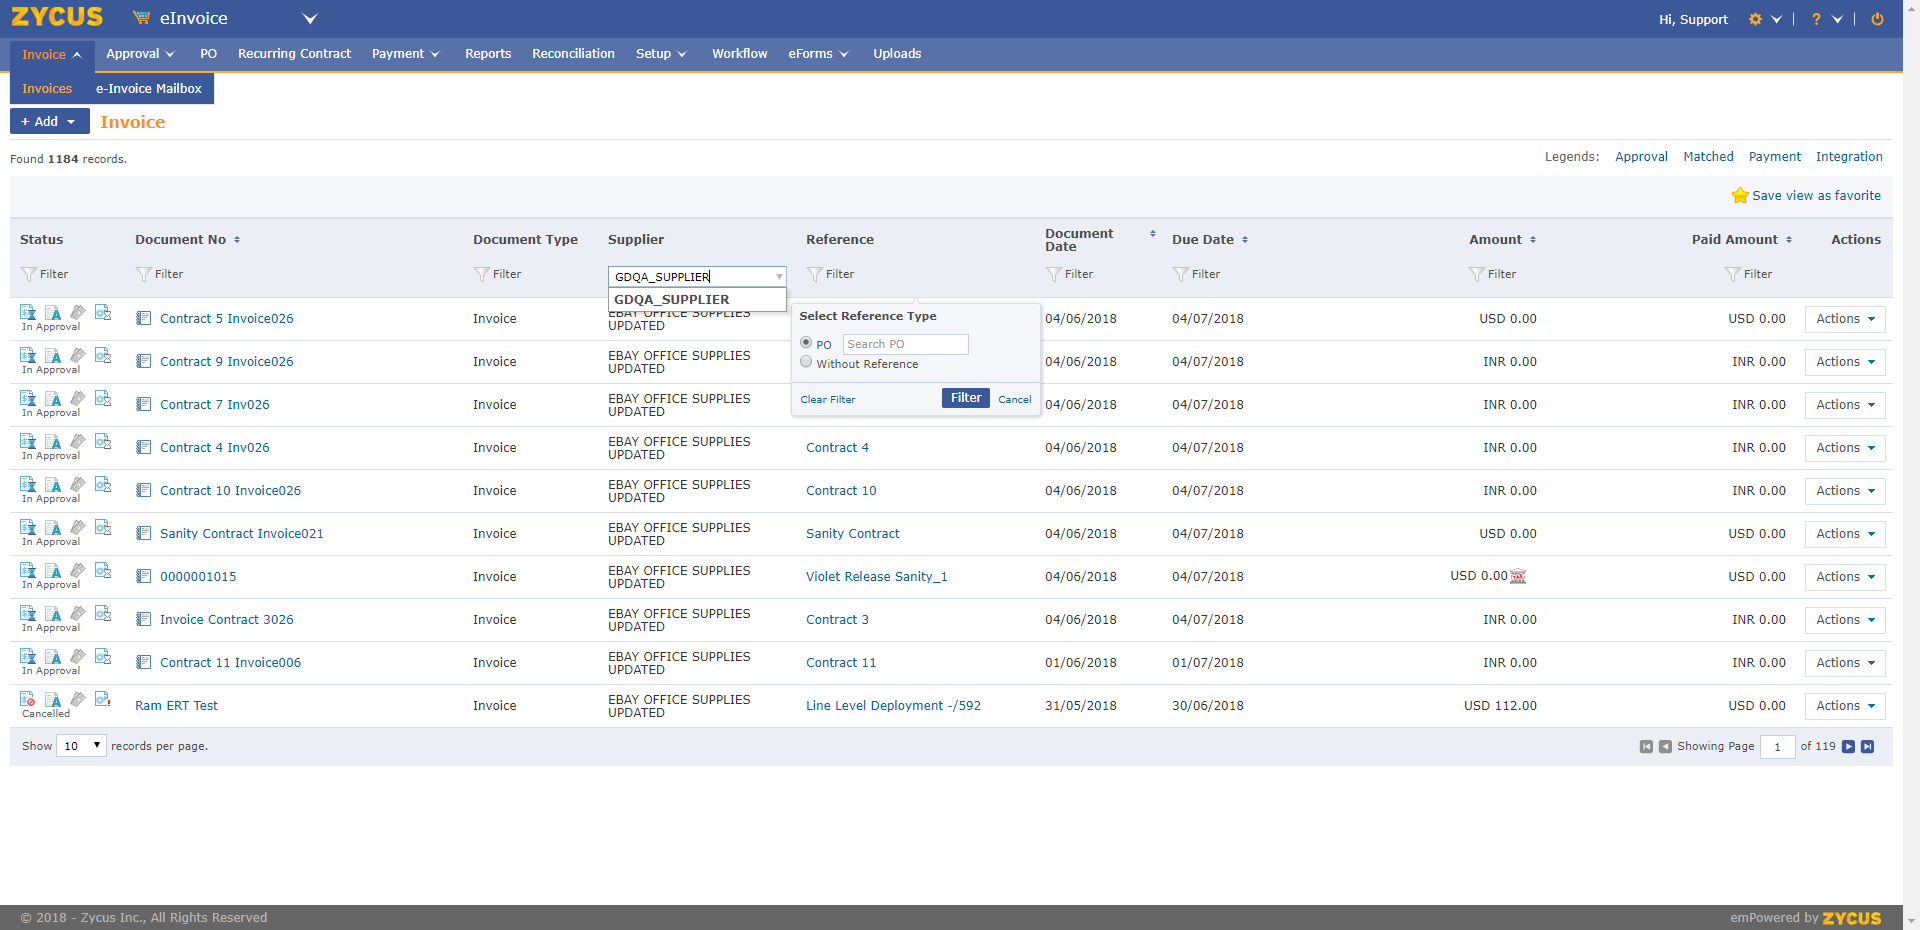 ZYCUS eInvoice Hi, Support ?
Invoice Approval PO Recurring Contract Payment Reports Reconciliation Setup Workflow eForms Uploads
Invoices e-Invoice Mailbox
+ Add Invoice
Found 1184 records. Legends: Approval Matched Payment Integration
Save view as favorite
Status Document No Document Type Supplier Reference Document Date Due Date Amount Paid Amount Actions
Filter Filter Filter GDQA_SUPPLIER Filter Filter Filter Filter Filter
GDQA_SUPPLIER
In Approval Contract 5 Invoice026 Invoice EBAY OFFICE SUPPLIES UPDATED 04/06/2018 04/07/2018 USD 0.00 USD 0.00 Actions
Select Reference Type
PO Search PO
Without Reference
Clear Filter Filter Cancel
In Approval Contract 9 Invoice026 Invoice EBAY OFFICE SUPPLIES UPDATED 04/06/2018 04/07/2018 INR 0.00 INR 0.00 Actions
In Approval Contract 7 Inv026 Invoice EBAY OFFICE SUPPLIES UPDATED 04/06/2018 04/07/2018 INR 0.00 INR 0.00 Actions
In Approval Contract 4 Inv026 Invoice EBAY OFFICE SUPPLIES UPDATED Contract 4 04/06/2018 04/07/2018 INR 0.00 INR 0.00 Actions
In Approval Contract 10 Invoice026 Invoice EBAY OFFICE SUPPLIES UPDATED Contract 10 04/06/2018 04/07/2018 INR 0.00 INR 0.00 Actions
In Approval Sanity Contract Invoice021 Invoice EBAY OFFICE SUPPLIES UPDATED Sanity Contract 04/06/2018 04/07/2018 USD 0.00 USD 0.00 Actions
In Approval 0000001015 Invoice EBAY OFFICE SUPPLIES UPDATED Violet Release Sanity_1 04/06/2018 04/07/2018 USD 0.00 USD 0.00 Actions
In Approval Invoice Contract 3026 Invoice EBAY OFFICE SUPPLIES UPDATED Contract 3 04/06/2018 04/07/2018 INR 0.00 INR 0.00 Actions
In Approval Contract 11 Invoice006 Invoice EBAY OFFICE SUPPLIES UPDATED Contract 11 01/06/2018 01/07/2018 INR 0.00 INR 0.00 Actions
Cancelled Ram ERT Test Invoice EBAY OFFICE SUPPLIES UPDATED Line Level Deployment -/592 31/05/2018 30/06/2018 USD 112.00 USD 0.00 Actions
Show 10 records per page. Showing Page 1 of 119
© 2018 - Zycus Inc., All Rights Reserved emPowered by ZYCUS